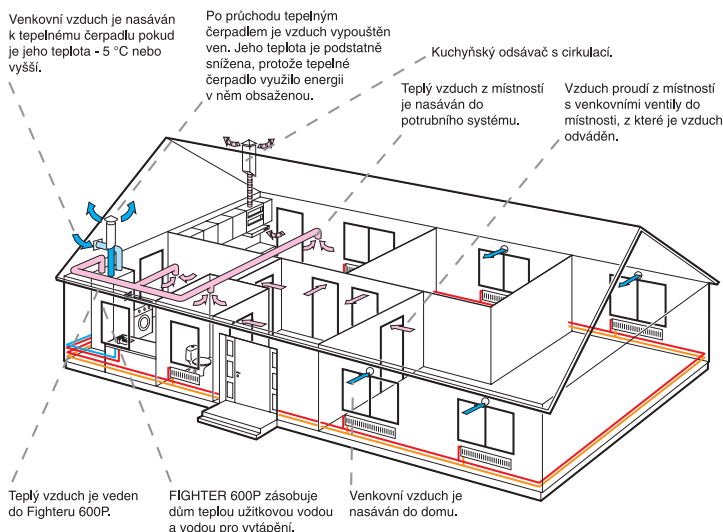 Venkovní vzduch je nasáván
k tepelnému čerpadlu pokud
je jeho teplota - 5 °C nebo
vyšší.
Po průchodu tepelným
čerpadlem je vzduch vypouštěn
ven. Jeho teplota je podstatně
snížena, protože tepelné
čerpadlo využilo energii
v něm obsaženou.
Kuchyňský odsávač s cirkulací.
Teplý vzduch z místností
je nasáván do
potrubního systému.
Vzduch proudí z místností
s venkovními ventily do
místnosti, z které je vzduch
odváděn.
Teplý vzduch je veden
do Fighteru 600P.
FIGHTER 600P zásobuje
dům teplou užitkovou vodou
a vodou pro vytápění.
Venkovní vzduch je
nasáván do domu.